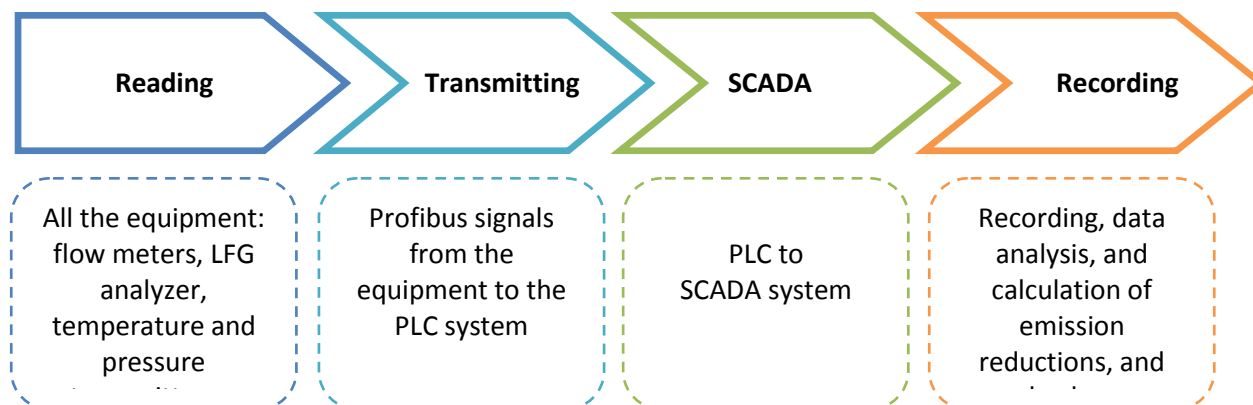 Reading
Transmitting
SCADA
Recording
All the equipment:
flow meters, LFG
analyzer,
temperature and
pressure
Profibus signals
from the
equipment to the
PLC system
PLC to
SCADA system
Recording, data
analysis, and
calculation of
emission
reductions, and